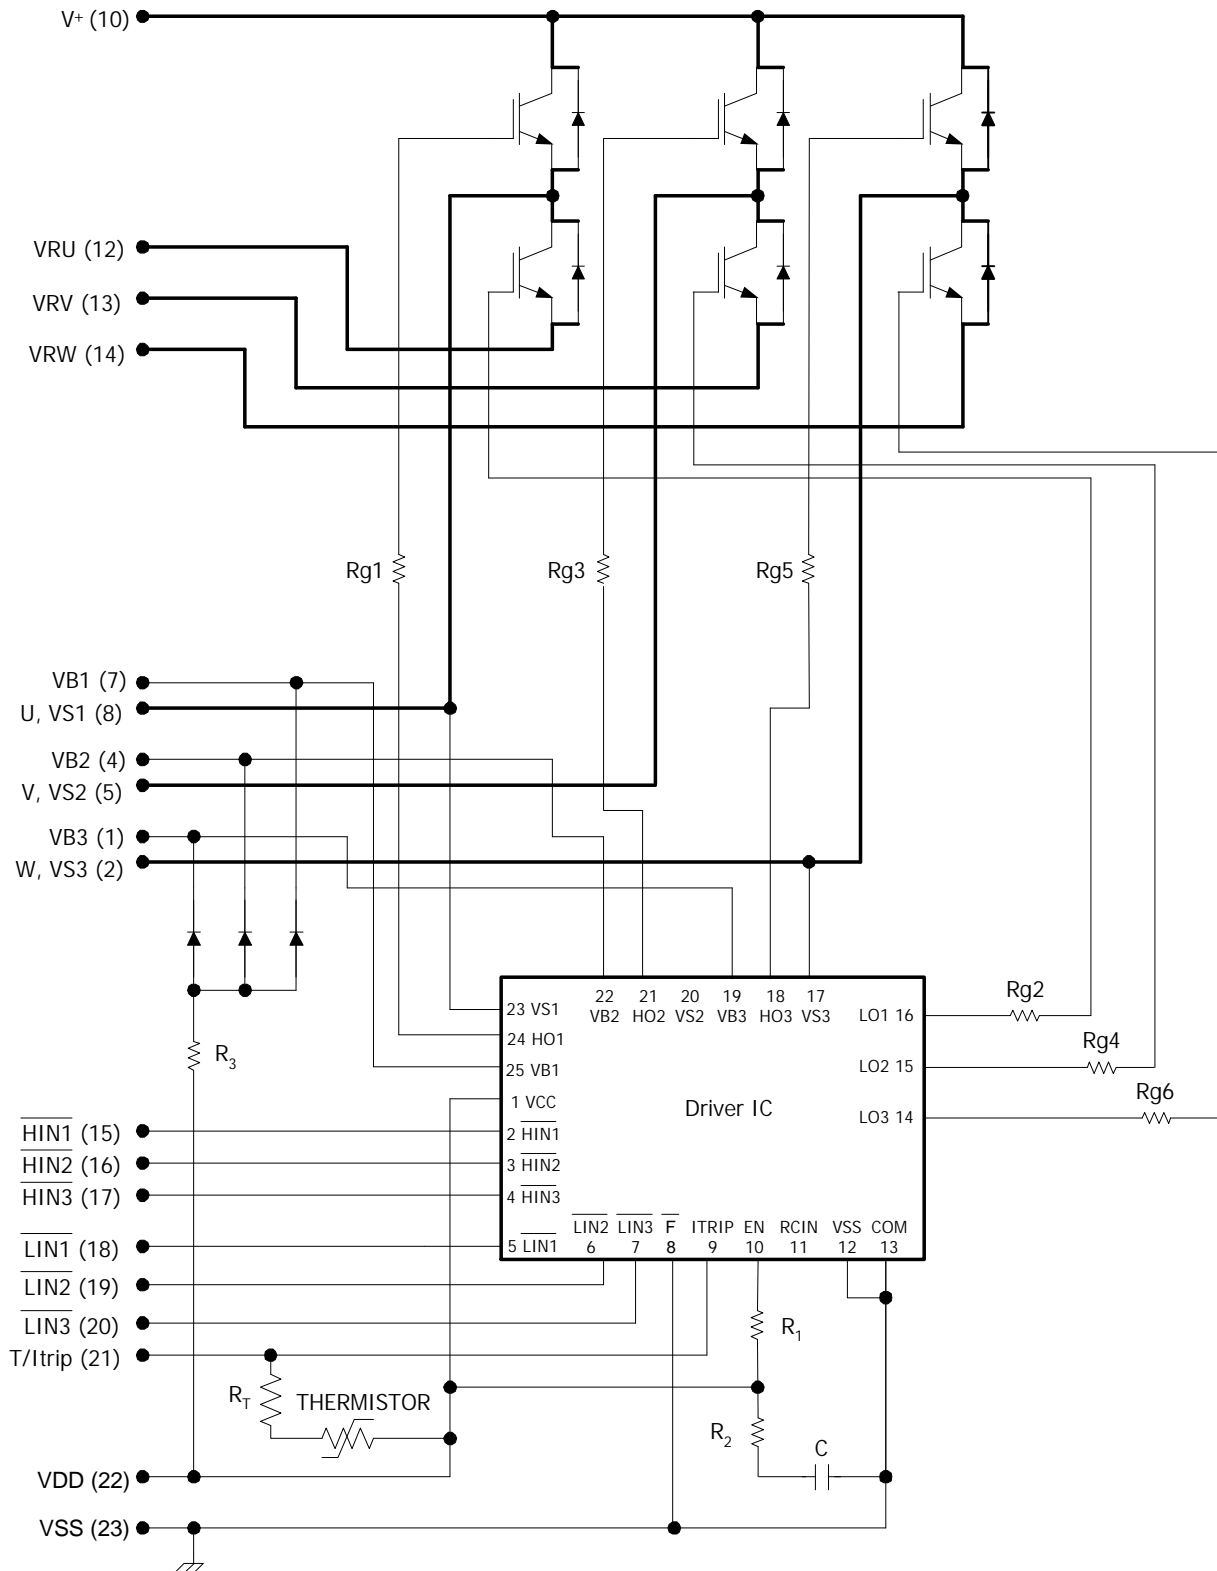 V+ (10)
VRU (12)
VRV (13)
VRW (14)
Rg1
Rg3
Rg5
VB1 (7)
U, VS1 (8)
VB2 (4)
V, VS2 (5)
VB3 (1)
W, VS3 (2)
22 21 20 19 18 17
VB2 HO2 VS2 VB3 HO3 VS3
23 VS1
24 HO1
25 VB1
1 VCC
2 HIN1
3 HIN2
4 HIN3
5 LIN1
Driver IC
LO1 16
LO2 15
LO3 14
Rg2
Rg4
Rg6
LIN2 LIN3 F ITRIP EN RCIN VSS COM
6 7 8 9 10 11 12 13
R3
HIN1 (15)
HIN2 (16)
HIN3 (17)
LIN1 (18)
LIN2 (19)
LIN3 (20)
T/Itrip (21)
R1
RT
THERMISTOR
R2
C
VDD (22)
VSS (23)